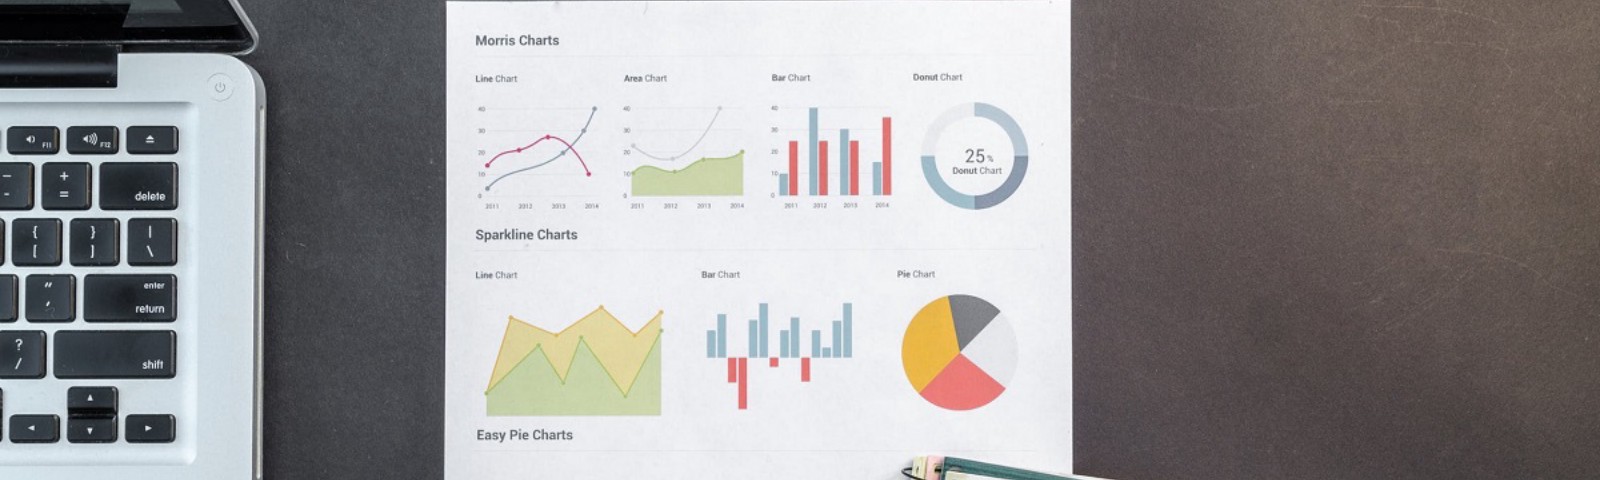 F11
F12
-
-
+
=
delete
{
[
}
]
|
\
"
'
enter
return
?
/
shift
Morris Charts
Line Chart
Area Chart
Bar Chart
Donut Chart
40
30
20
10
0
2011 2012 2013 2014
40
30
20
10
0
2011 2012 2013 2014
40
30
20
10
0
2011 2012 2013 2014
25%
Donut Chart
Sparkline Charts
Line Chart
Bar Chart
Pie Chart
Easy Pie Charts